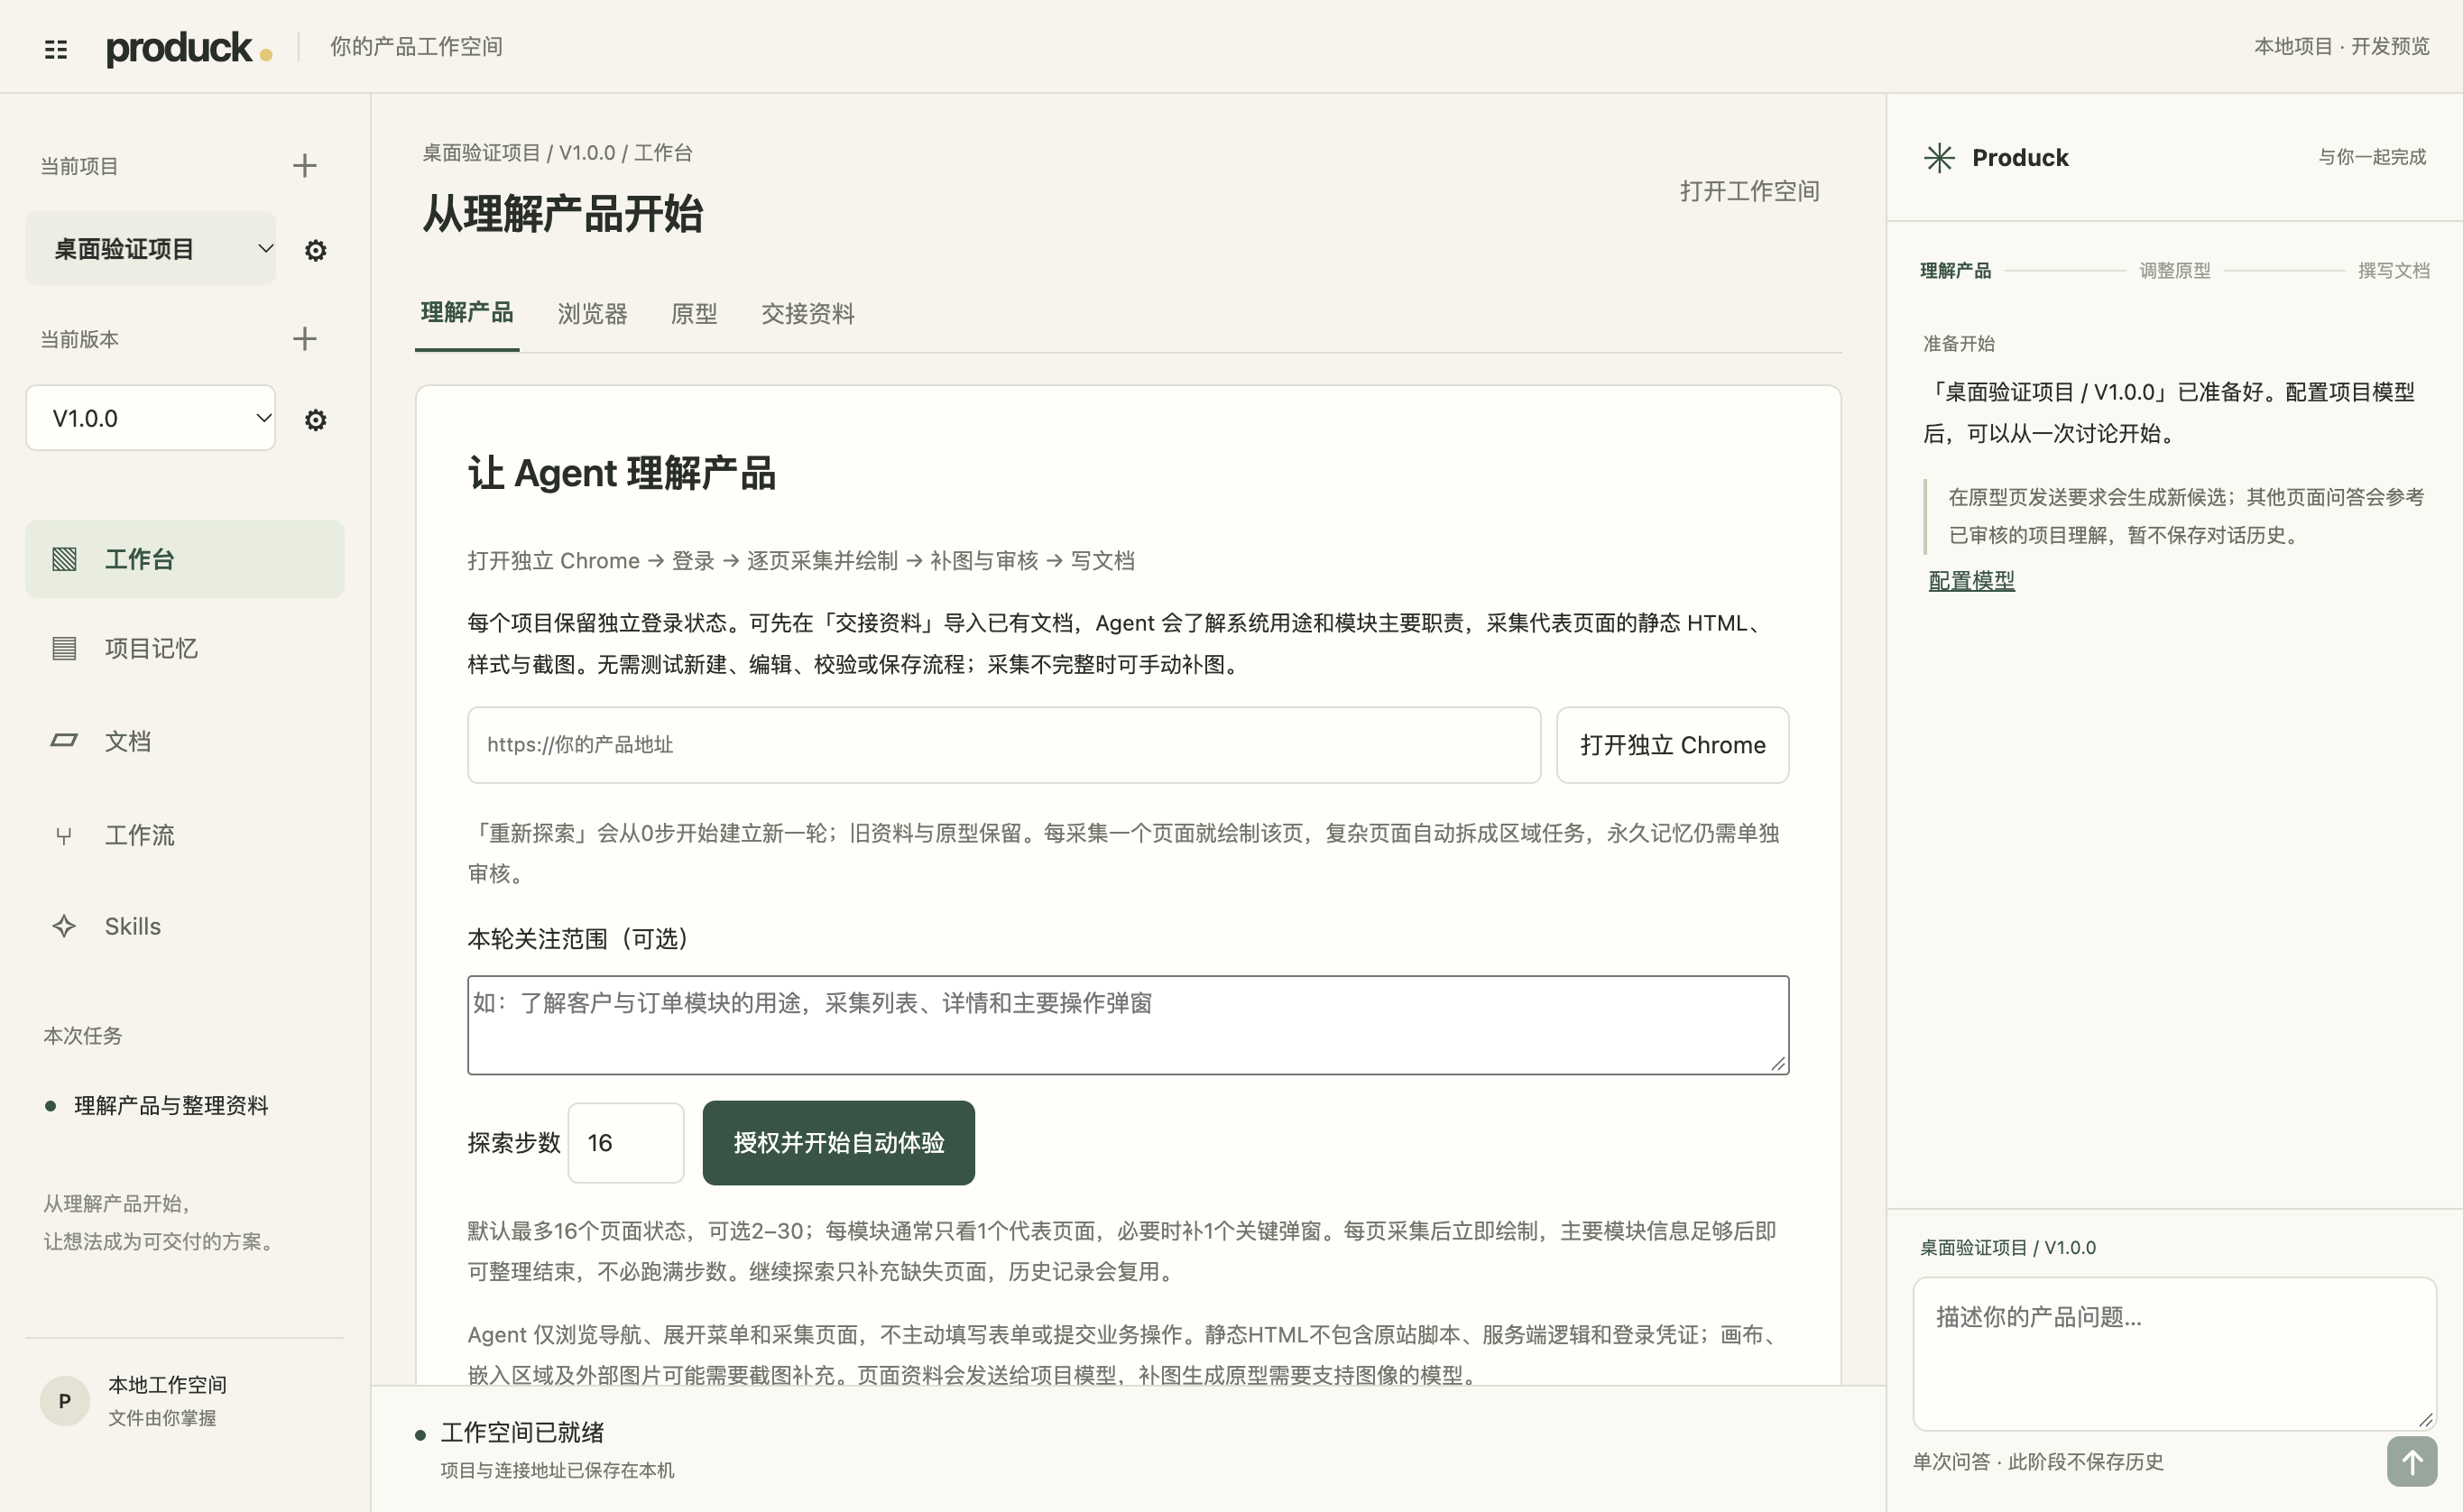 produck.
你的产品工作空间
本地项目 · 开发预览
当前项目
桌面验证项目
当前版本
V1.0.0
工作台
项目记忆
文档
工作流
Skills
本次任务
理解产品与整理资料
从理解产品开始，
让想法成为可交付的方案。
P
本地工作空间
文件由你掌握
桌面验证项目 / V1.0.0 / 工作台
从理解产品开始
打开工作空间
理解产品
浏览器
原型
交接资料
让 Agent 理解产品
打开独立 Chrome → 登录 → 逐页采集并绘制 → 补图与审核 → 写文档
每个项目保留独立登录状态。可先在「交接资料」导入已有文档，Agent 会了解系统用途和模块主要职责，采集代表页面的静态 HTML、
样式与截图。无需测试新建、编辑、校验或保存流程；采集不完整时可手动补图。
https://你的产品地址
打开独立 Chrome
「重新探索」会从0步开始建立新一轮；旧资料与原型保留。每采集一个页面就绘制该页，复杂页面自动拆成区域任务，永久记忆仍需单独
审核。
本轮关注范围（可选）
如：了解客户与订单模块的用途，采集列表、详情和主要操作弹窗
探索步数
16
授权并开始自动体验
默认最多16个页面状态，可选2–30；每模块通常只看1个代表页面，必要时补1个关键弹窗。每页采集后立即绘制，主要模块信息足够后即
可整理结束，不必跑满步数。继续探索只补充缺失页面，历史记录会复用。
Agent 仅浏览导航、展开菜单和采集页面，不主动填写表单或提交业务操作。静态HTML不包含原站脚本、服务端逻辑和登录凭证；画布、
嵌入区域及外部图片可能需要截图补充。页面资料会发送给项目模型，补图生成原型需要支持图像的模型。
工作空间已就绪
项目与连接地址已保存在本机
Produck
与你一起完成
理解产品
调整原型
撰写文档
准备开始
「桌面验证项目 / V1.0.0」已准备好。配置项目模型
后，可以从一次讨论开始。
在原型页发送要求会生成新候选；其他页面问答会参考
已审核的项目理解，暂不保存对话历史。
配置模型
桌面验证项目 / V1.0.0
描述你的产品问题...
单次问答 · 此阶段不保存历史